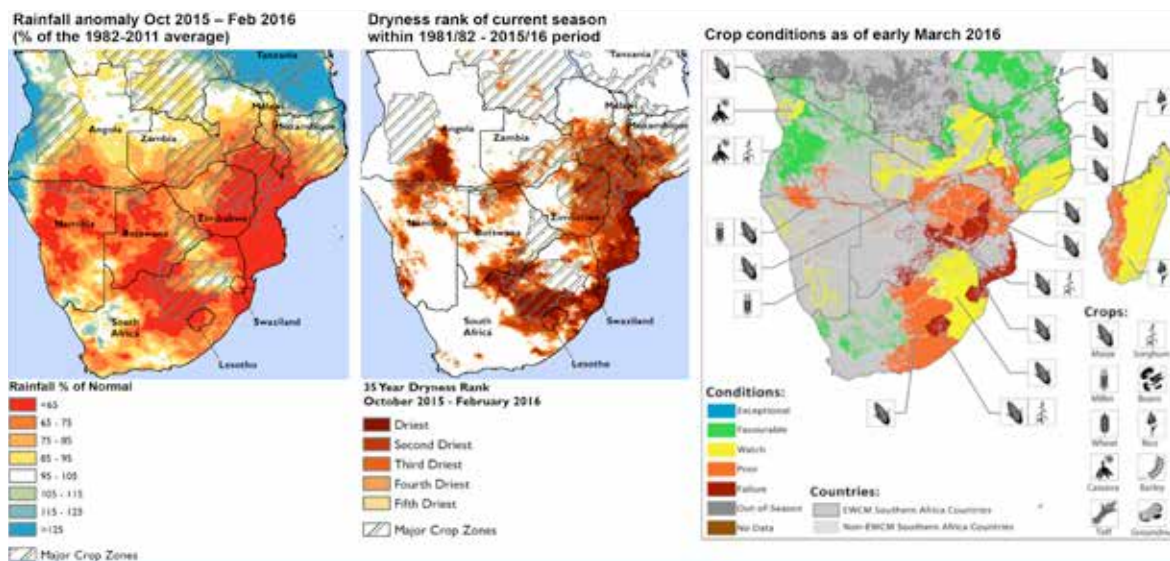 Rainfall anomaly Oct 2015 – Feb 2016
(% of the 1982-2011 average)
Tanzania
Malawi
Mozambique
Angola
Zambia
Zimbabwe
Namibia
Botswana
South
Africa
Swaziland
Lesotho
Rainfall % of Normal
<65
65 - 75
75 - 85
85 - 95
95 - 105
105 - 115
115 - 125
>125
Major Crop Zones
Dryness rank of current season
within 1981/82 - 2015/16 period
Tanzania
Malawi
Mozambique
Angola
Zambia
Zimbabwe
Namibia
Botswana
South
Africa
Swaziland
Lesotho
35 Year Dryness Rank
October 2015 - February 2016
Driest
Second Driest
Third Driest
Fourth Driest
Fifth Driest
Major Crop Zones
Crop conditions as of early March 2016
Conditions:
Exceptional
Favourable
Watch
Poor
Failure
Out of Season
No Data
Countries:
EWCM Southern Africa Countries
Non-EWCM Southern Africa Countries
Crops:
Maize
Sorghum
Millet
Beans
Wheat
Rice
Cassava
Barley
Teff